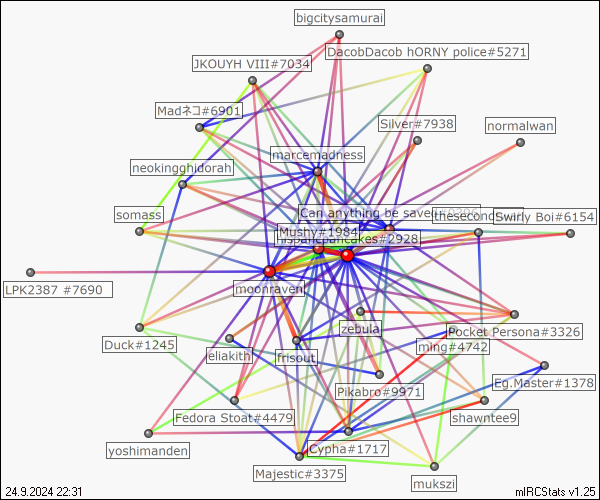 bigcitysamurai
DacobDacob hORNY police#5271
JKOUYH VIII#7034
Madネコ#6901
Silver#7938
normalwan
marcemadness
neokingghidorah
Can anything be saved
thesecond
Swirly Boi#6154
somass
Mushy#1984
hispanicpancakes#2928
moonraven
LPK2387 #7690
zebula
Pocket Persona#3326
Duck#1245
eliakith
frisout
ming#4742
Eg.Master#1378
Pikabro#9971
Fedora Stoat#4479
shawntee9
yoshimanden
Cypha#1717
Majestic#3375
mukszi
24.9.2024 22:31
mIRCStats v1.25